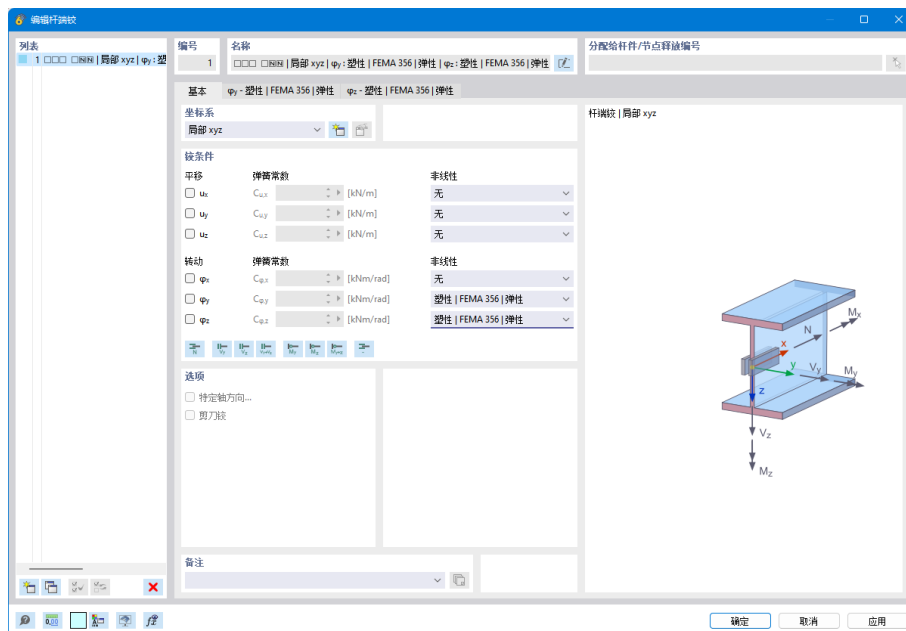 编辑杆端铰
列表
1 □□□ □NN | 局部 xyz | φy : 塑
编号
1
名称
□□□ □NN | 局部 xyz | φy : 塑性 | FEMA 356 | 弹性 | φz : 塑性 | FEMA 356 | 弹性
分配给杆件/节点释放编号
基本 φy - 塑性 | FEMA 356 | 弹性 φz - 塑性 | FEMA 356 | 弹性
坐标系
局部 xyz
杆端铰 | 局部 xyz
铰条件
平移 弹簧常数 非线性
ux Cu,x [kN/m] 无
uy Cu,y [kN/m] 无
uz Cu,z [kN/m] 无
转动 弹簧常数 非线性
φx Cφ,x [kNm/rad] 无
φy Cφ,y [kNm/rad] 塑性 | FEMA 356 | 弹性
φz Cφ,z [kNm/rad] 塑性 | FEMA 356 | 弹性
Mx
N
x
y
Vy
My
z
Vz
Mz
选项
特定轴方向...
剪刀铰
备注
0,00
确定 取消 应用